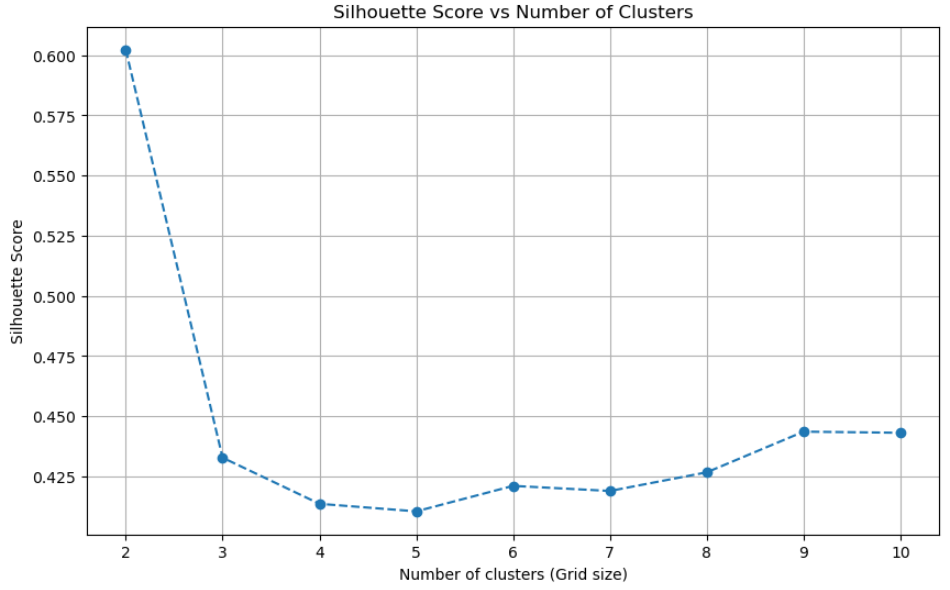 Silhouette Score vs Number of Clusters
Silhouette Score
0.600
0.575
0.550
0.525
0.500
0.475
0.450
0.425
2 3 4 5 6 7 8 9 10
Number of clusters (Grid size)